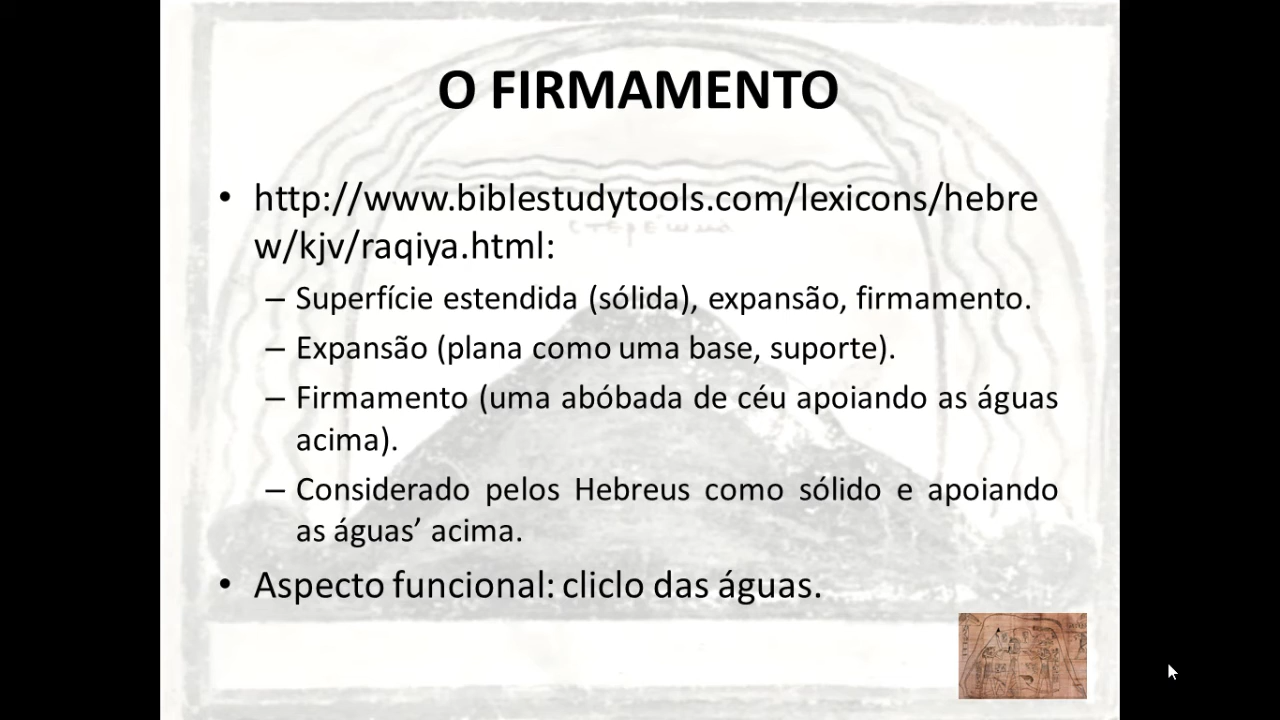 O FIRMAMENTO
• http://www.biblestudytools.com/lexicons/hebre
w/kjv/raqiya.html:
– Superfície estendida (sólida), expansão, firmamento.
– Expansão (plana como uma base, suporte).
– Firmamento (uma abóbada de céu apoiando as águas
acima).
– Considerado pelos Hebreus como sólido e apoiando
as águas’ acima.
• Aspecto funcional: cliclo das águas.